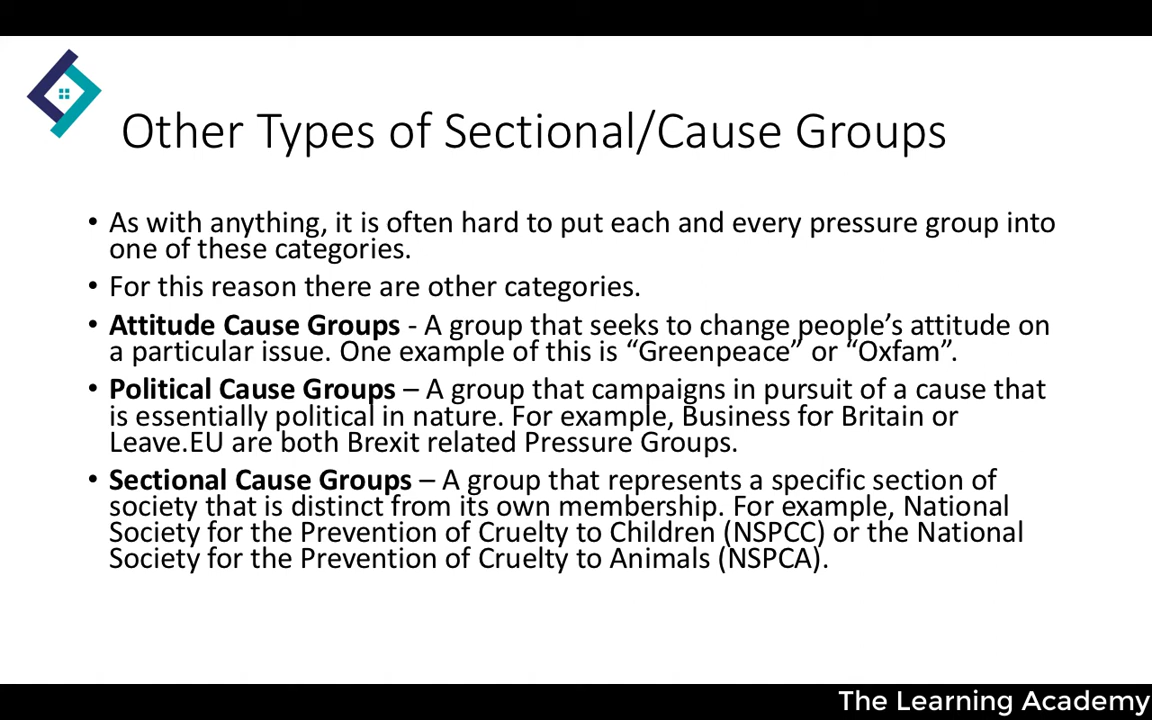 Other Types of Sectional/Cause Groups
• As with anything, it is often hard to put each and every pressure group into
one of these categories.
• For this reason there are other categories.
• Attitude Cause Groups - A group that seeks to change people’s attitude on
a particular issue. One example of this is “Greenpeace” or “Oxfam”.
• Political Cause Groups – A group that campaigns in pursuit of a cause that
is essentially political in nature. For example, Business for Britain or
Leave.EU are both Brexit related Pressure Groups.
• Sectional Cause Groups – A group that represents a specific section of
society that is distinct from its own membership. For example, National
Society for the Prevention of Cruelty to Children (NSPCC) or the National
Society for the Prevention of Cruelty to Animals (NSPCA).
The Learning Academy